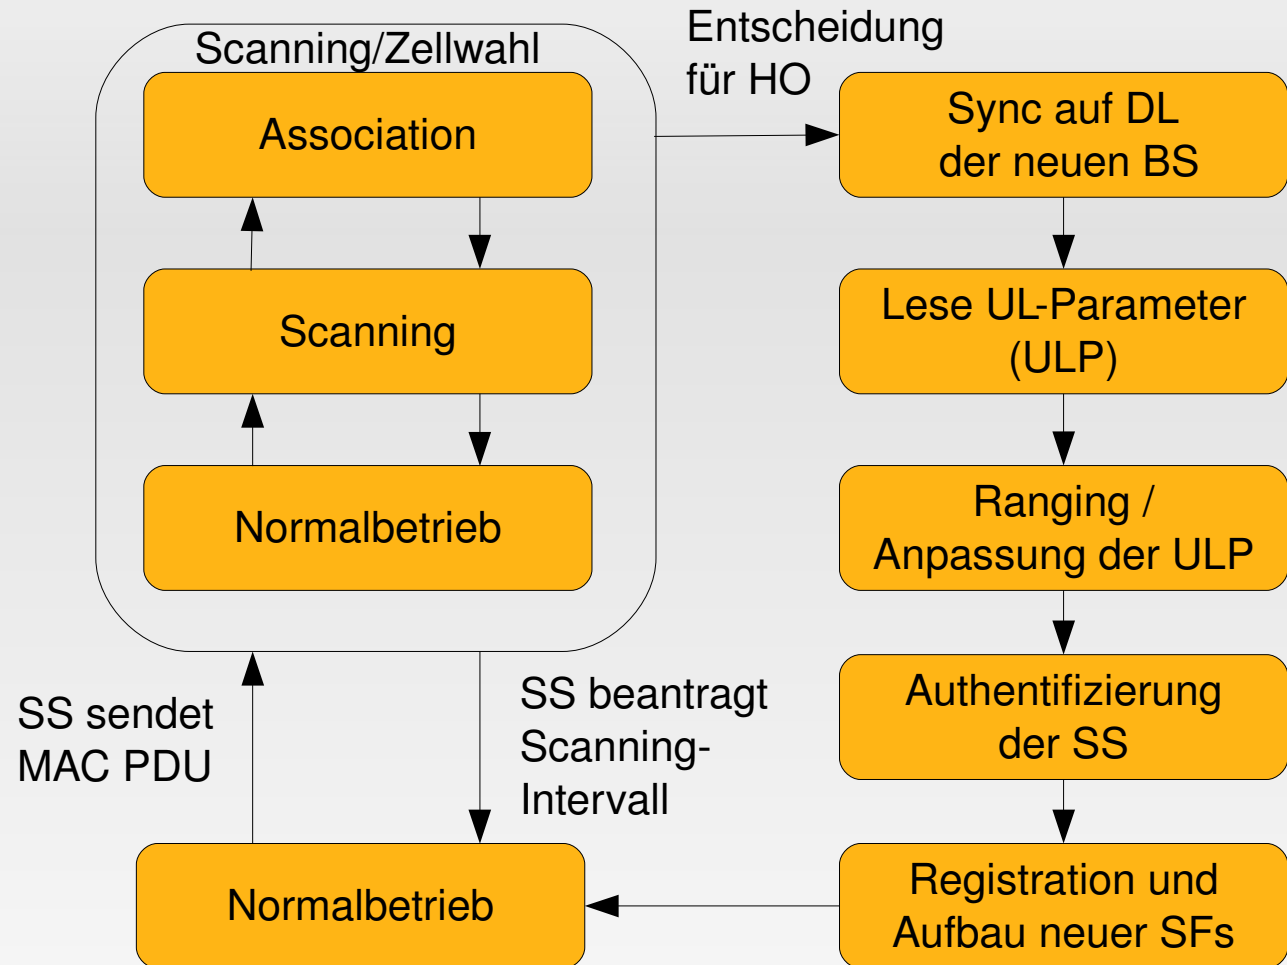 Scanning/Zellwahl
Association
Scanning
Normalbetrieb
Entscheidung
für HO
Sync auf DL
der neuen BS
Lese UL-Parameter
(ULP)
Ranging /
Anpassung der ULP
Authentifizierung
der SS
Registration und
Aufbau neuer SFs
SS sendet
MAC PDU
SS beantragt
Scanning-
Intervall
Normalbetrieb